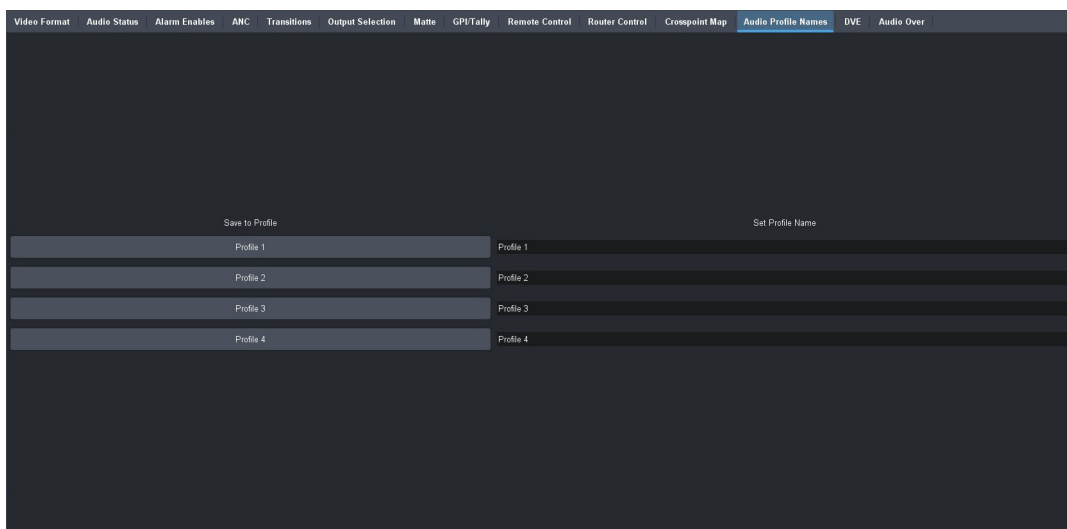 Video Format Audio Status Alarm Enables ANC Transitions Output Selection Matte GPI/Tally Remote Control Router Control Crosspoint Map Audio Profile Names DVE Audio Over
Save to Profile Set Profile Name
Profile 1 Profile 1
Profile 2 Profile 2
Profile 3 Profile 3
Profile 4 Profile 4